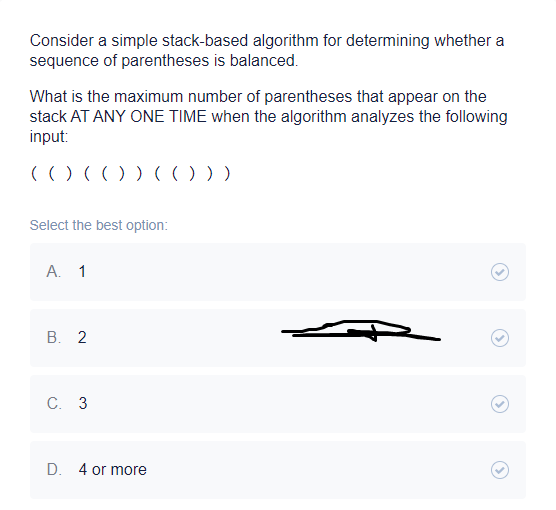 Consider a simple stack-based algorithm for determining whether a
sequence of parentheses is balanced.
What is the maximum number of parentheses that appear on the
stack AT ANY ONE TIME when the algorithm analyzes the following
input:
( ( ) ( ( ) ) ( ( ) ) )
Select the best option:
A. 1
B. 2
C. 3
D. 4 or more